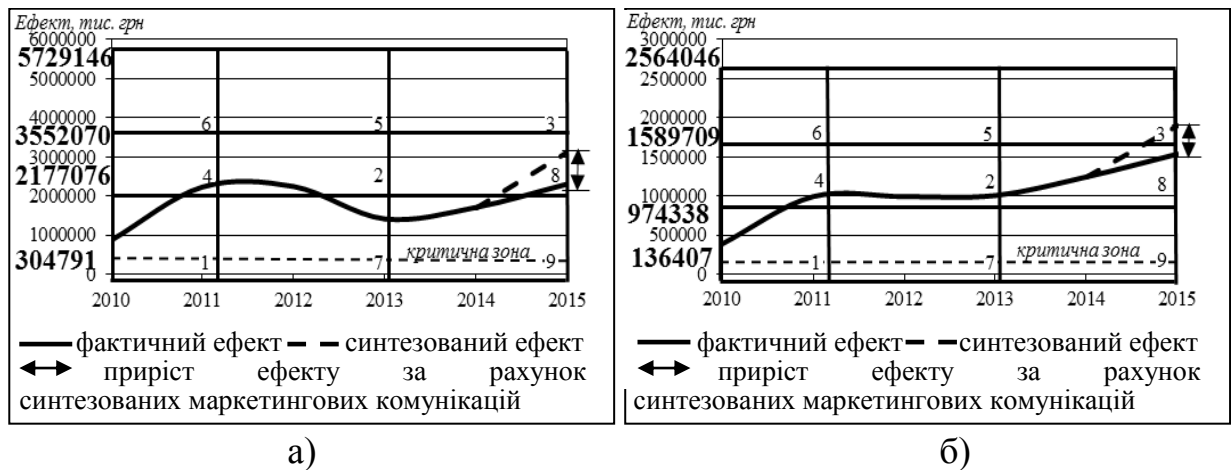 Ефект, тис. грн
6000000
5729146
5000000
4000000
3552070
3000000
2177076
2000000
1000000
304791
0
6 5 3
4 2 8
критична зона
1 7 9
2010 2011 2012 2013 2014 2015
фактичний ефект синтезований ефект
приріст ефекту за рахунок
синтезованих маркетингових комунікацій
а)
Ефект, тис. грн
3000000
2564046
2500000
2000000
1589709
1500000
1000000
974338
500000
136407
0
6 5 3
4 2 8
критична зона
1 7 9
2010 2011 2012 2013 2014 2015
фактичний ефект синтезований ефект
приріст ефекту за рахунок
синтезованих маркетингових комунікацій
б)